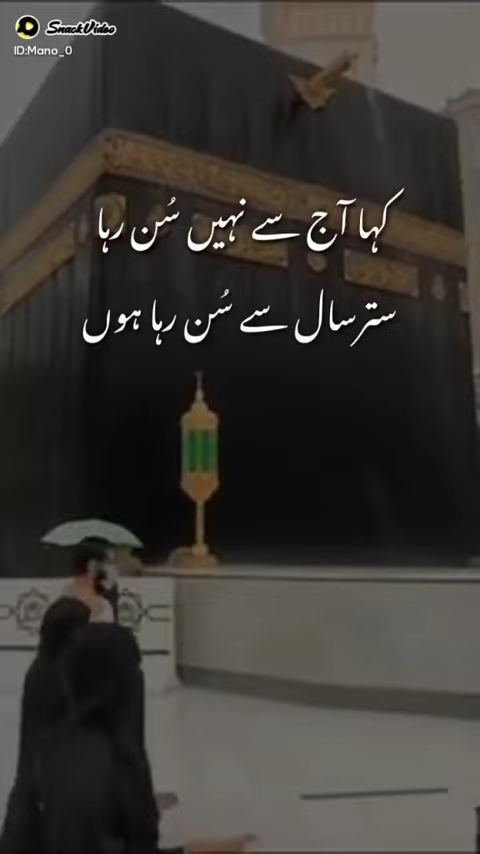 SnackVideo
ID:Mano_0
کہا آج سے نہیں سُن رہا
ستر سال سے سُن رہا ہوں